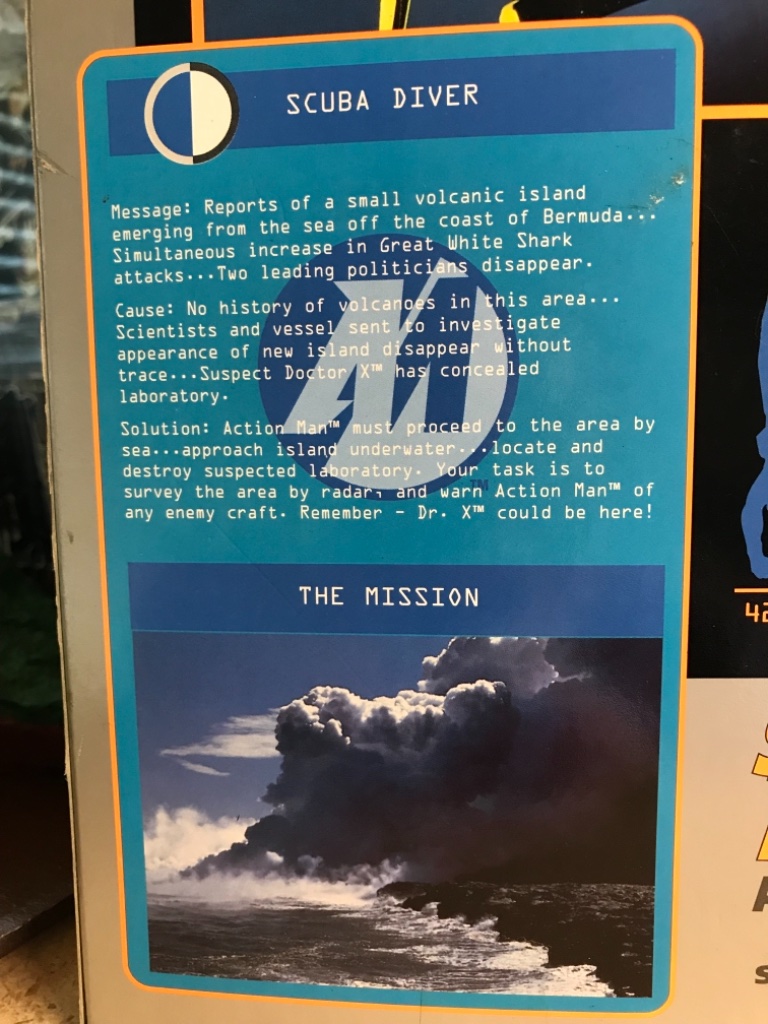 SCUBA DIVER
Message: Reports of a small volcanic island
emerging from the sea off the coast of Bermuda...
Simultaneous increase in Great White Shark
attacks...Two leading politicians disappear.
Cause: No history of volcanoes in this area...
Scientists and vessel sent to investigate
appearance of new island disappear without
trace...Suspect Doctor X™ has concealed
laboratory.
Solution: Action Man™ must proceed to the area by
sea...approach island underwater...locate and
destroy suspected laboratory. Your task is to
survey the area by radar, and warn Action Man™ of
any enemy craft. Remember - Dr. X™ could be here!
TM
THE MISSION